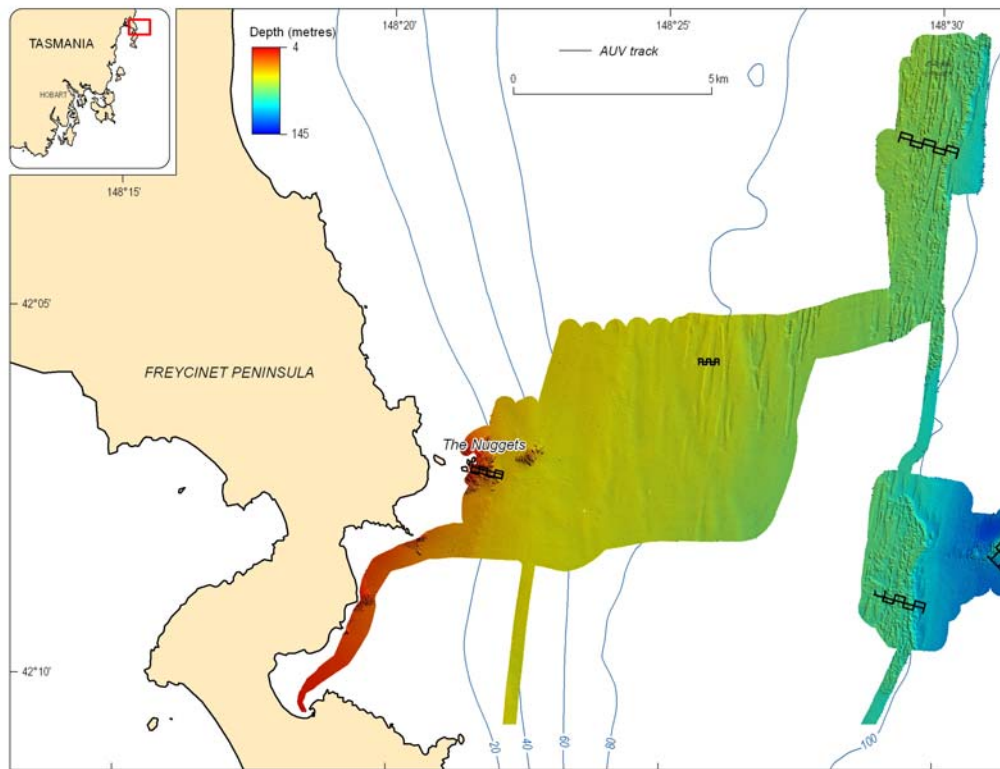 148°20'
148°25'
148°30'
TASMANIA
HOBART
Depth (metres)
4
145
AUV track
0
5 km
148°15'
42°05'
FREYCINET PENINSULA
The Nuggets
42°10'
20
40
60
80
100